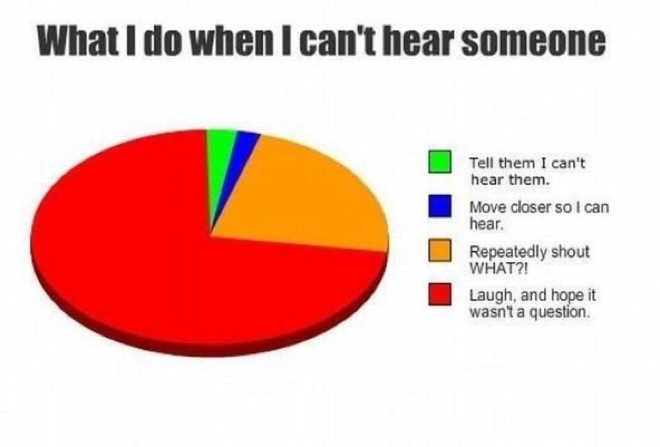 What I do when I can't hear someone
Tell them I can't
hear them.
Move closer so I can
hear.
Repeatedly shout
WHAT?!
Laugh, and hope it
wasn't a question.